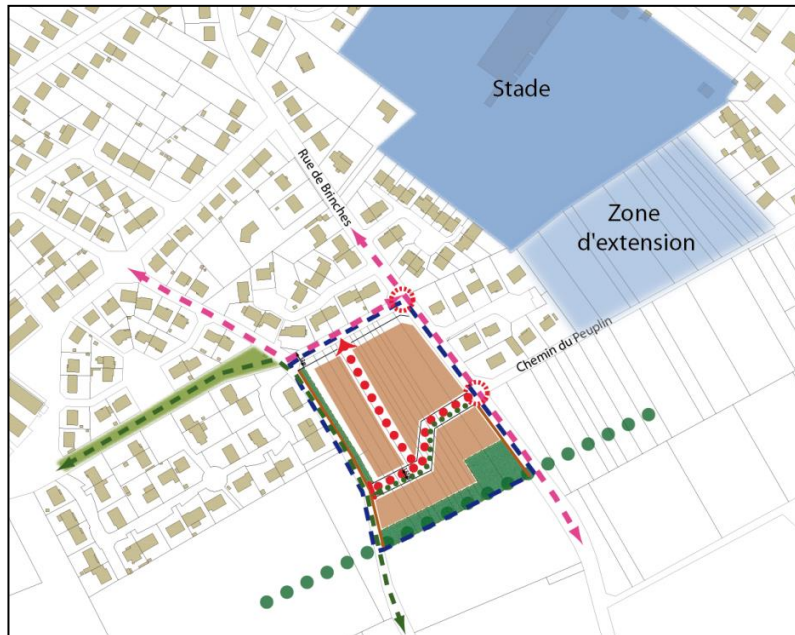 Stade
Rue de Brinches
Zone
d'extension
Chemin du Peuplin